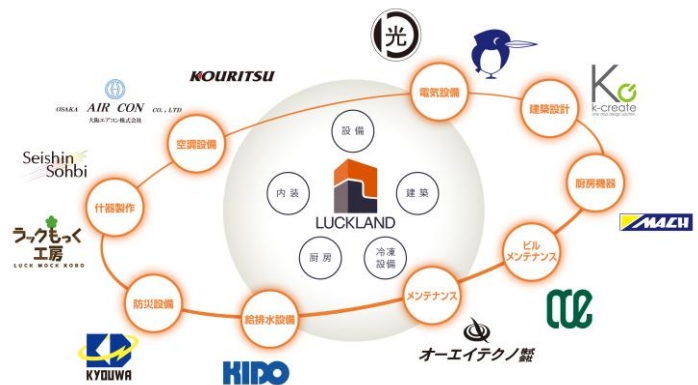 光
電気設備
KOURITSU
建築設計
K
k-create
one stop design solution
OSAKA AIR CON CO., LTD
大阪エアコン株式会社
空調設備
設備
厨房機器
Seishin
Sohbi
什器製作
内装
建築
LUCKLAND
MACH
ラックもっく
工房
LUCK MOCK KOBO
厨房
冷凍
設備
ビル
メンテナンス
防災設備
給排水設備
メンテナンス
KYOUWA
KIDO
オーエイテクノ株式会社